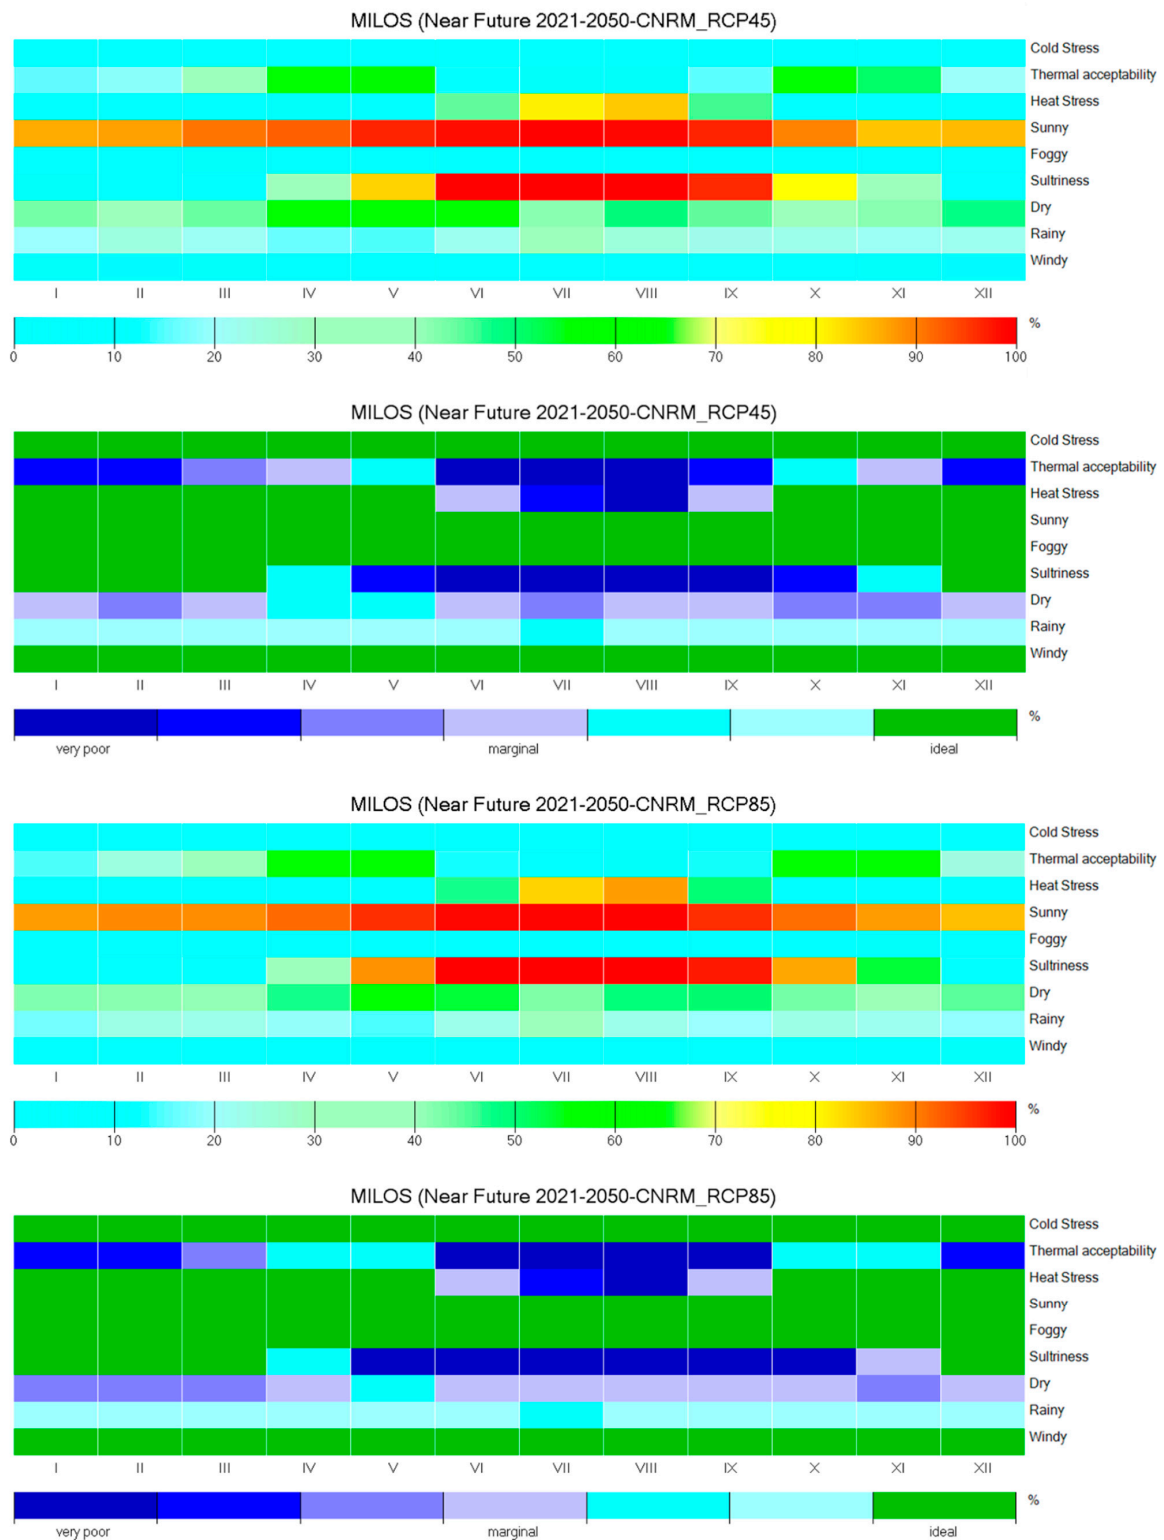 MILOS (Near Future 2021-2050-CNRM_RCP45)
Cold Stress
Thermal acceptability
Heat Stress
Sunny
Foggy
Sultriness
Dry
Rainy
Windy
I II III IV V VI VII VIII IX X XI XII
%
0 10 20 30 40 50 60 70 80 90 100
MILOS (Near Future 2021-2050-CNRM_RCP45)
Cold Stress
Thermal acceptability
Heat Stress
Sunny
Foggy
Sultriness
Dry
Rainy
Windy
I II III IV V VI VII VIII IX X XI XII
%
very poor marginal ideal
MILOS (Near Future 2021-2050-CNRM_RCP85)
Cold Stress
Thermal acceptability
Heat Stress
Sunny
Foggy
Sultriness
Dry
Rainy
Windy
I II III IV V VI VII VIII IX X XI XII
%
0 10 20 30 40 50 60 70 80 90 100
MILOS (Near Future 2021-2050-CNRM_RCP85)
Cold Stress
Thermal acceptability
Heat Stress
Sunny
Foggy
Sultriness
Dry
Rainy
Windy
I II III IV V VI VII VIII IX X XI XII
%
very poor marginal ideal